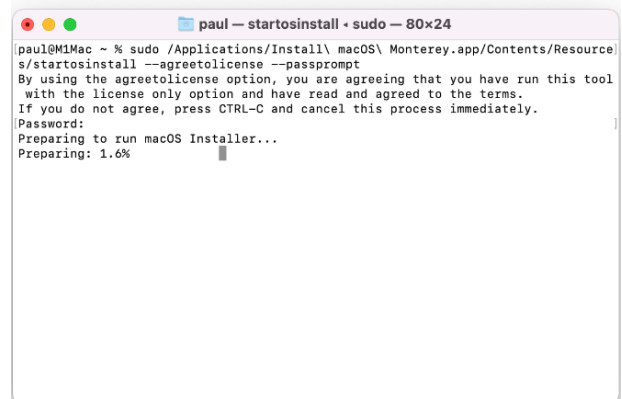 paul — startosinstall ◂ sudo — 80×24
[paul@M1Mac ~ % sudo /Applications/Install\ macOS\ Monterey.app/Contents/Resource]
s/startosinstall --agreetolicense --passprompt
By using the agreetolicense option, you are agreeing that you have run this tool
 with the license only option and have read and agreed to the terms.
If you do not agree, press CTRL-C and cancel this process immediately.
[Password: ]
Preparing to run macOS Installer...
Preparing: 1.6%